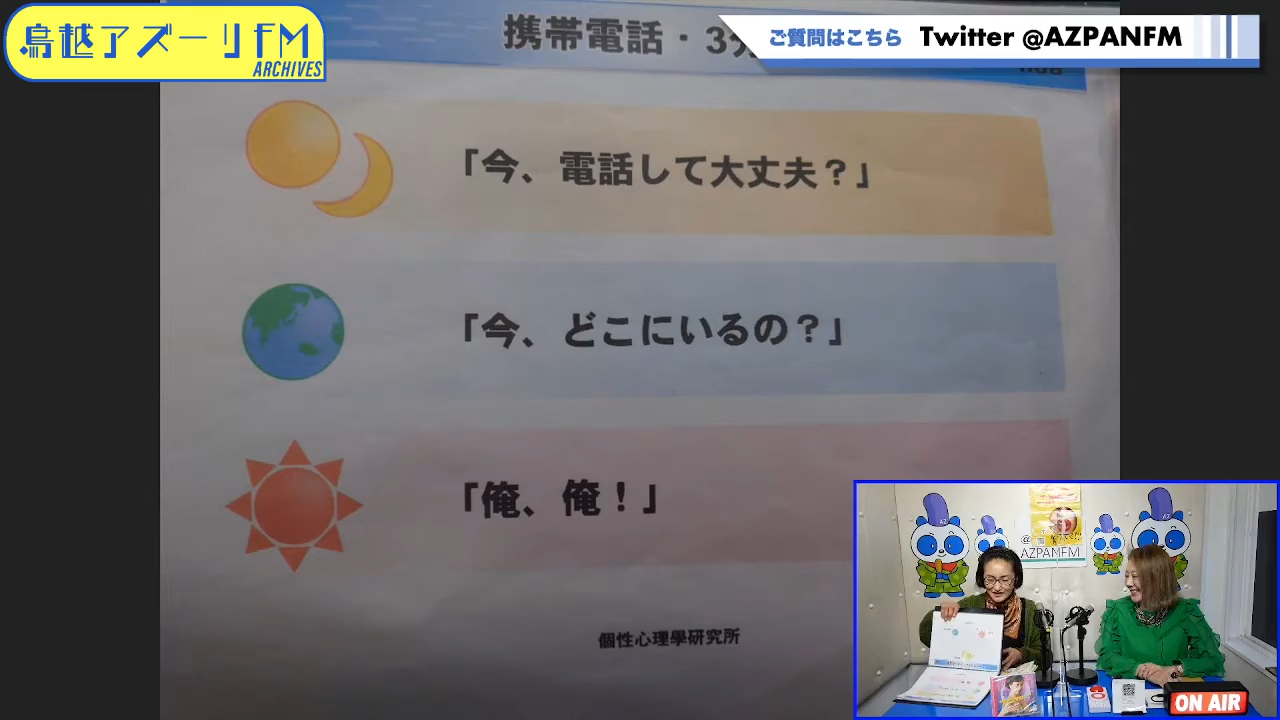 鳥越アズーリFM
ARCHIVES
ご質問はこちら Twitter @AZPANFM
携帯電話・3
「今、電話して大丈夫？」
「今、どこにいるの？」
「俺、俺！」
個性心理學研究所
AZPAMFM
ON AIR